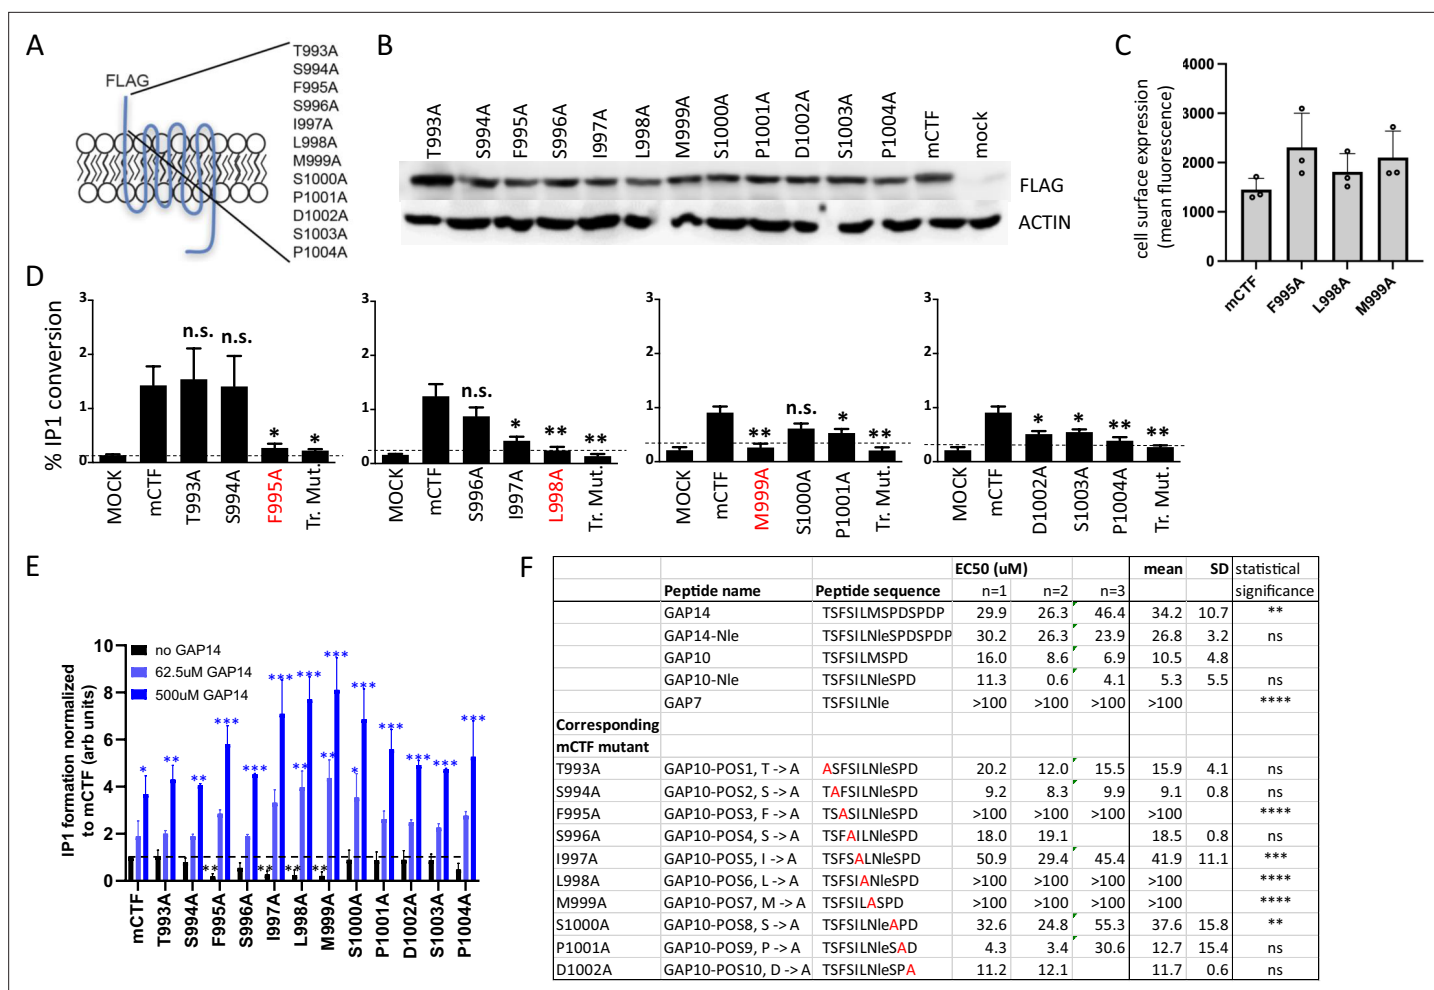 A
FLAG
T993A
S994A
F995A
S996A
I997A
L998A
M999A
S1000A
P1001A
D1002A
S1003A
P1004A
B
T993A S994A F995A S996A I997A L998A M999A S1000A P1001A D1002A S1003A P1004A mCTF mock
FLAG
ACTIN
C
cell surface expression
(mean fluorescence)
4000
3000
2000
1000
0
mCTF F995A L998A M999A
D
% IP1 conversion
3
2
1
0
n.s. n.s. * *
MOCK mCTF T993A S994A F995A Tr. Mut.
3
2
1
0
n.s. * ** **
MOCK mCTF S996A I997A L998A Tr. Mut.
3
2
1
0
** n.s. * **
MOCK mCTF M999A S1000A P1001A Tr. Mut.
3
2
1
0
* * ** **
MOCK mCTF D1002A S1003A P1004A Tr. Mut.
E
IP1 formation normalized
to mCTF (arb units)
10
8
6
4
2
0
no GAP14
62.5uM GAP14
500uM GAP14
* ** ** *** ** *** *** *** *** *** *** *** ***
** ** *
** ** ** **
mCTF T993A S994A F995A S996A I997A L998A M999A S1000A P1001A D1002A S1003A P1004A
F
EC50 (uM) mean SD statistical
Peptide name Peptide sequence n=1 n=2 n=3 significance
GAP14 TSFSILMSPDSPDP 29.9 26.3 46.4 34.2 10.7 **
GAP14-Nle TSFSILNleSPDSPDP 30.2 26.3 23.9 26.8 3.2 ns
GAP10 TSFSILMSPD 16.0 8.6 6.9 10.5 4.8
GAP10-Nle TSFSILNleSPD 11.3 0.6 4.1 5.3 5.5 ns
GAP7 TSFSILNle >100 >100 >100 >100 ****
Corresponding
mCTF mutant
T993A GAP10-POS1, T -> A ASFSILNleSPD 20.2 12.0 15.5 15.9 4.1 ns
S994A GAP10-POS2, S -> A TAFSILNleSPD 9.2 8.3 9.9 9.1 0.8 ns
F995A GAP10-POS3, F -> A TSASILNleSPD >100 >100 >100 >100 ****
S996A GAP10-POS4, S -> A TSFAILNleSPD 18.0 19.1 18.5 0.8 ns
I997A GAP10-POS5, I -> A TSFSALNleSPD 50.9 29.4 45.4 41.9 11.1 ***
L998A GAP10-POS6, L -> A TSFSIANleSPD >100 >100 >100 >100 ****
M999A GAP10-POS7, M -> A TSFSILASPD >100 >100 >100 >100 ****
S1000A GAP10-POS8, S -> A TSFSILNleAPD 32.6 24.8 55.3 37.6 15.8 **
P1001A GAP10-POS9, P -> A TSFSILNleSAD 4.3 3.4 30.6 12.7 15.4 ns
D1002A GAP10-POS10, D -> A TSFSILNleSPA 11.2 12.1 11.7 0.6 ns